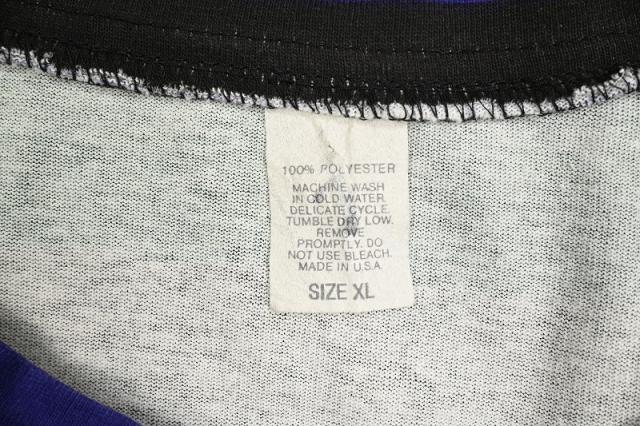 100% POLYESTER
MACHINE WASH
IN COLD WATER.
DELICATE CYCLE.
TUMBLE DRY LOW.
REMOVE
PROMPTLY. DO
NOT USE BLEACH.
MADE IN U.S.A.
SIZE XL